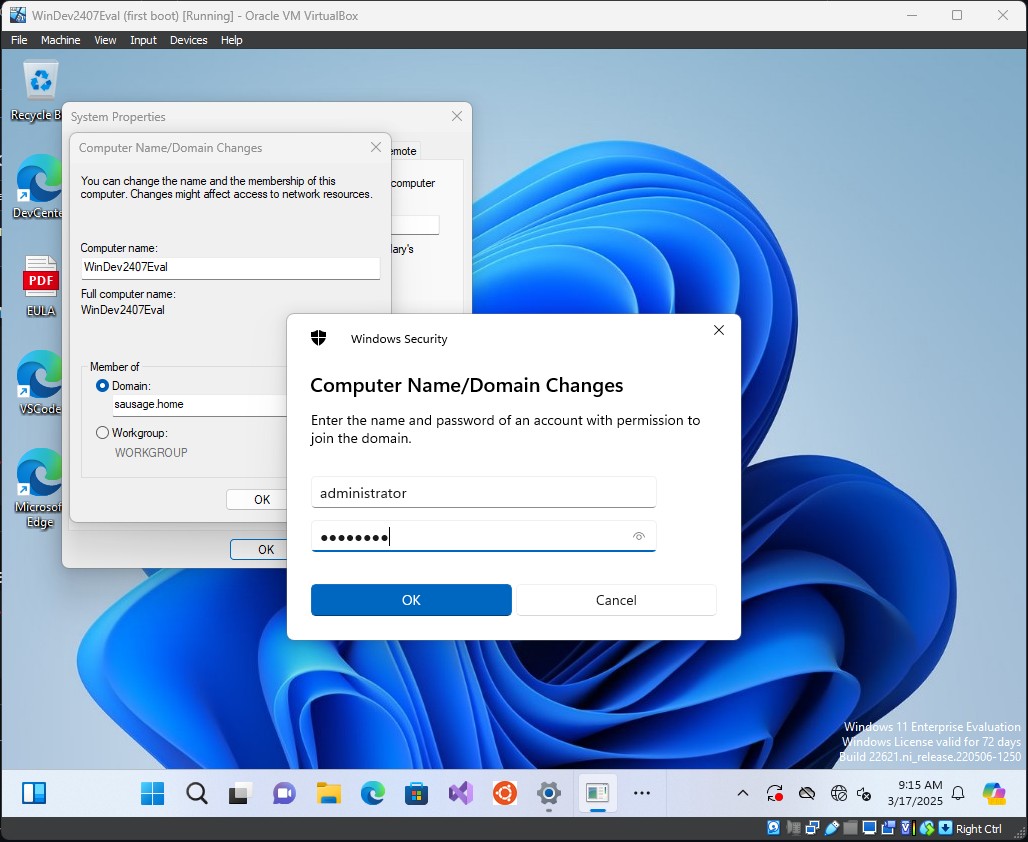 WinDev2407Eval (first boot) [Running] - Oracle VM VirtualBox
File Machine View Input Devices Help
Recycle B
DevCente
PDF
EULA
VSCode
Microsof
Edge
System Properties
emote
computer
lary's
OK
Computer Name/Domain Changes
You can change the name and the membership of this
computer. Changes might affect access to network resources.
Computer name:
WinDev2407Eval
Full computer name:
WinDev2407Eval
Member of
Domain:
sausage.home
Workgroup:
WORKGROUP
OK
Windows Security
Computer Name/Domain Changes
Enter the name and password of an account with permission to
join the domain.
administrator
●●●●●●●●
OK Cancel
Windows 11 Enterprise Evaluation
Windows License valid for 72 days
Build 22621.ni_release.220506-1250
9:15 AM
3/17/2025
Right Ctrl